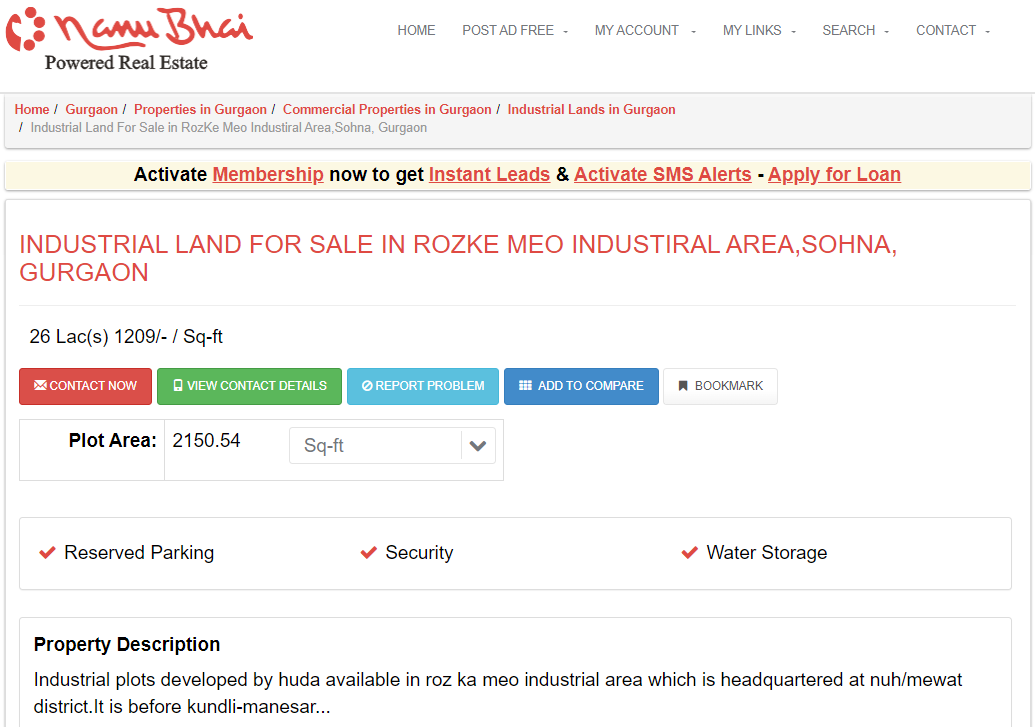 Nanu Bhai
Powered Real Estate
HOME POST AD FREE MY ACCOUNT MY LINKS SEARCH CONTACT
Home / Gurgaon / Properties in Gurgaon / Commercial Properties in Gurgaon / Industrial Lands in Gurgaon
/ Industrial Land For Sale in RozKe Meo Industiral Area,Sohna, Gurgaon
Activate Membership now to get Instant Leads & Activate SMS Alerts - Apply for Loan
INDUSTRIAL LAND FOR SALE IN ROZKE MEO INDUSTIRAL AREA,SOHNA,
GURGAON
26 Lac(s) 1209/- / Sq-ft
CONTACT NOW VIEW CONTACT DETAILS REPORT PROBLEM ADD TO COMPARE BOOKMARK
Plot Area: 2150.54 Sq-ft
Reserved Parking Security Water Storage
Property Description
Industrial plots developed by huda available in roz ka meo industrial area which is headquartered at nuh/mewat
district.It is before kundli-manesar...